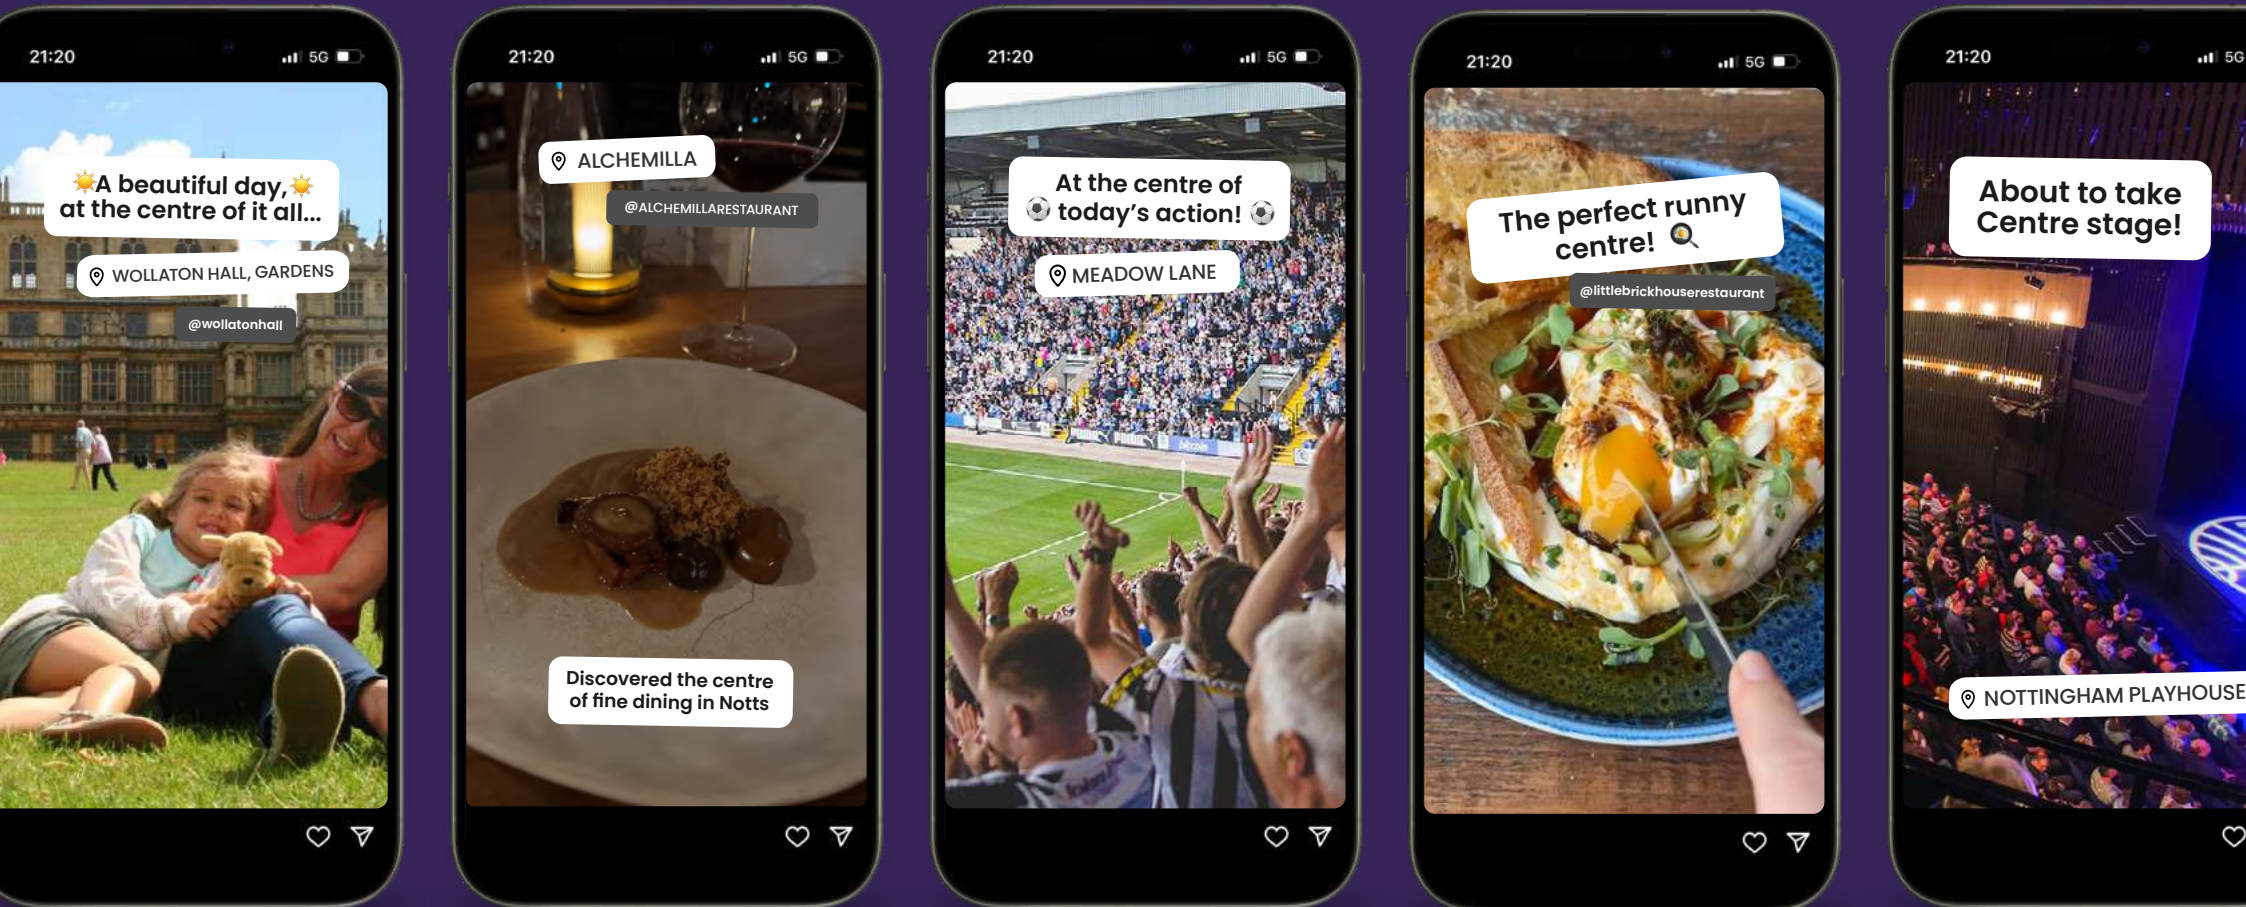 21:20
5G
A beautiful day,
at the centre of it all...
WOLLATON HALL, GARDENS
@wollatonhall
21:20
5G
ALCHEMILLA
@ALCHEMILLARESTAURANT
Discovered the centre
of fine dining in Notts
21:20
5G
At the centre of
today's action!
MEADOW LANE
PUMA
PUMA
bitcoin
21:20
5G
The perfect runny
centre!
@littlebrickhouserestaurant
21:20
5G
About to take
Centre stage!
NOTTINGHAM PLAYHOUSE